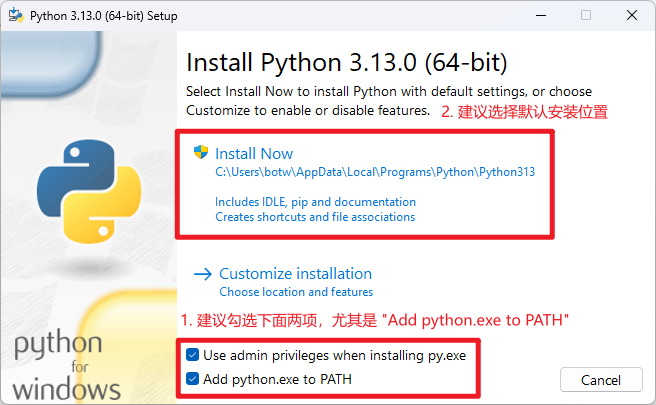 Python 3.13.0 (64-bit) Setup
Install Python 3.13.0 (64-bit)
Select Install Now to install Python with default settings, or choose
Customize to enable or disable features.
2. 建议选择默认安装位置
Install Now
C:\Users\botw\AppData\Local\Programs\Python\Python313
Includes IDLE, pip and documentation
Creates shortcuts and file associations
Customize installation
Choose location and features
1. 建议勾选下面两项，尤其是 "Add python.exe to PATH"
Use admin privileges when installing py.exe
Add python.exe to PATH
Cancel
python
for
windows